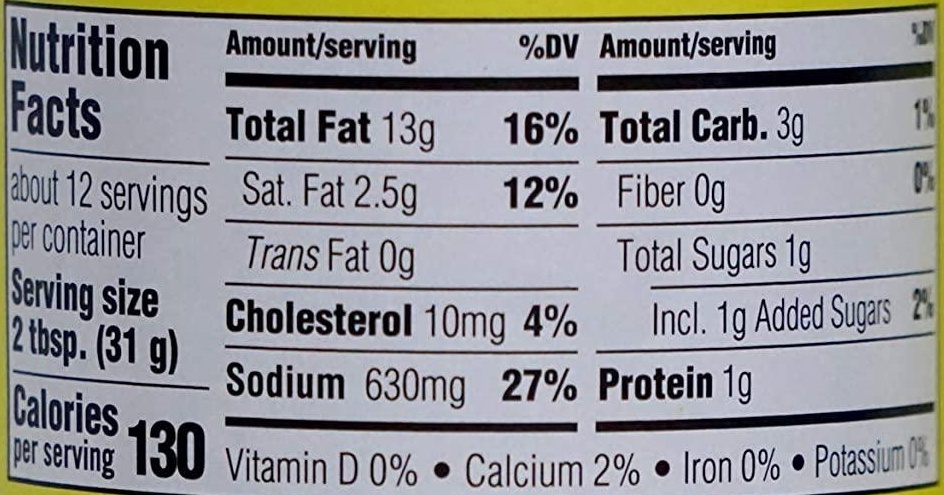 Nutrition
Facts
about 12 servings
per container
Serving size
2 tbsp. (31 g)
Calories
per serving 130
Amount/serving %DV
Total Fat 13g 16%
Sat. Fat 2.5g 12%
Trans Fat 0g
Cholesterol 10mg 4%
Sodium 630mg 27%
Amount/serving %DV
Total Carb. 3g 1%
Fiber 0g 0%
Total Sugars 1g
Incl. 1g Added Sugars 2%
Protein 1g
Vitamin D 0% • Calcium 2% • Iron 0% • Potassium 0%